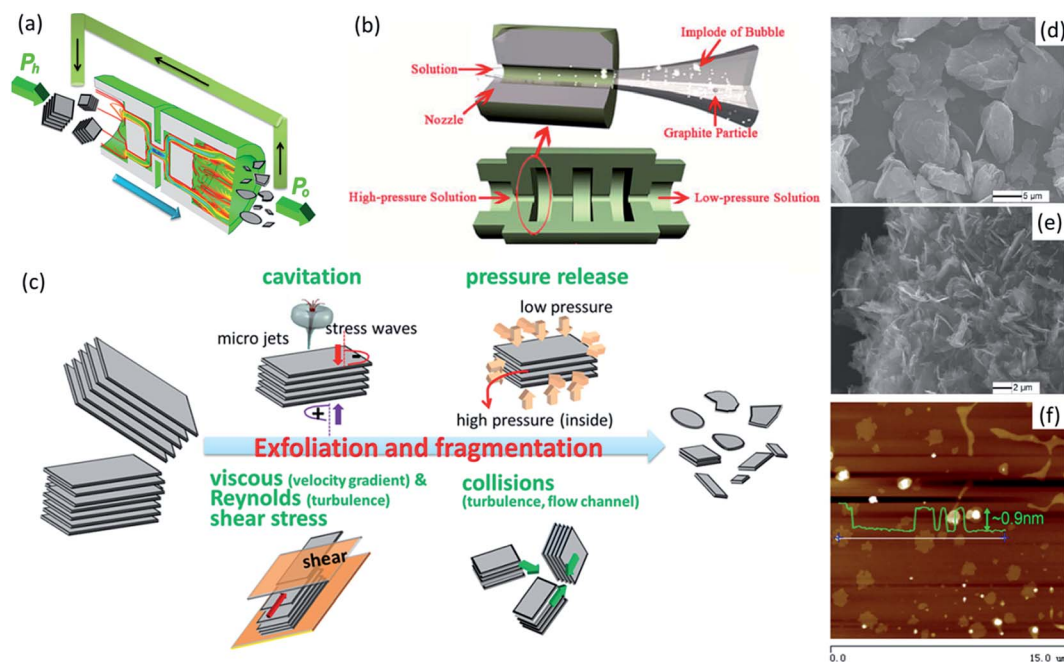 (a)
Ph
Po
(b)
Implode of Bubble
Solution
Nozzle
Graphite Particle
High-pressure Solution
Low-pressure Solution
(c)
cavitation
micro jets
stress waves
pressure release
low pressure
high pressure (inside)
Exfoliation and fragmentation
viscous (velocity gradient) &
Reynolds (turbulence)
shear stress
shear
collisions
(turbulence, flow channel)
(d)
5 μm
(e)
2 μm
(f)
~0.9nm
0.0
15.0